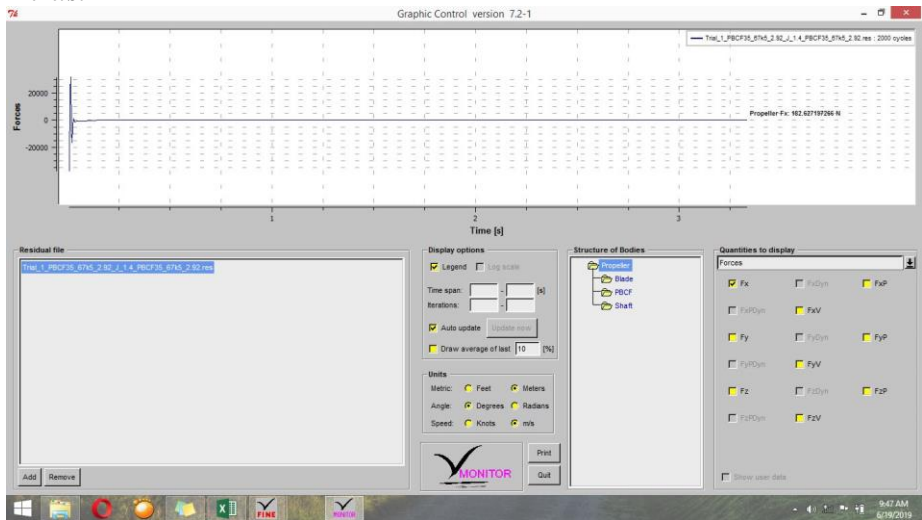 Graphic Control version 7.2-1
Trial_1_PBCF35_67k5_2.92_J_1.4_PBCF35_67k5_2.92.res : 2000 cycles
Forces
20000
0
-20000
Propeller Fx: 182.627197266 N
1 2 3
Time [s]
Residual file
Trial_1_PBCF35_67k5_2.92_J_1.4_PBCF35_67k5_2.92.res
Add Remove
Display options
Legend Log scale
Time span: - [s]
Iterations: -
Auto update Update now
Draw average of last 10 [%]
Units
Metric: Feet Meters
Angle: Degrees Radians
Speed: Knots m/s
MONITOR
Print
Quit
Structure of Bodies
Propeller
Blade
PBCF
Shaft
Quantities to display
Forces
Fx FxDyn FxP
FxPDyn FxV
Fy FyDyn FyP
FyPDyn FyV
Fz FzDyn FzP
FzPDyn FzV
Show user data
FINE
MONITOR
9:47 AM
6/19/2019